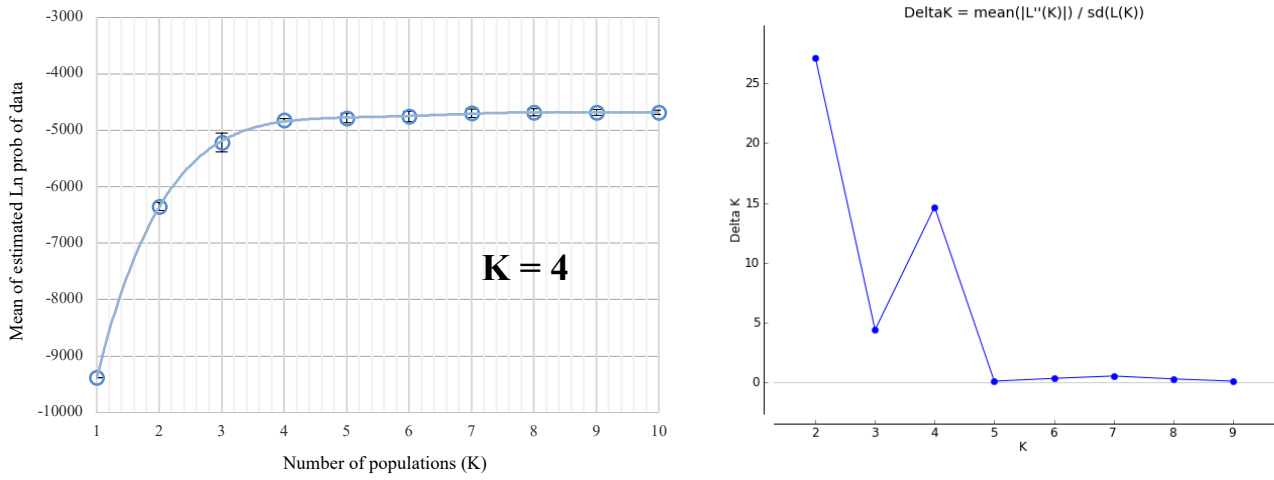 -3000
-4000
-5000
-6000
-7000
-8000
-9000
-10000
Mean of estimated Ln prob of data
K = 4
1 2 3 4 5 6 7 8 9 10
Number of populations (K)
DeltaK = mean(|L''(K)|) / sd(L(K))
25
20
15
10
5
0
Delta K
2 3 4 5 6 7 8 9
K